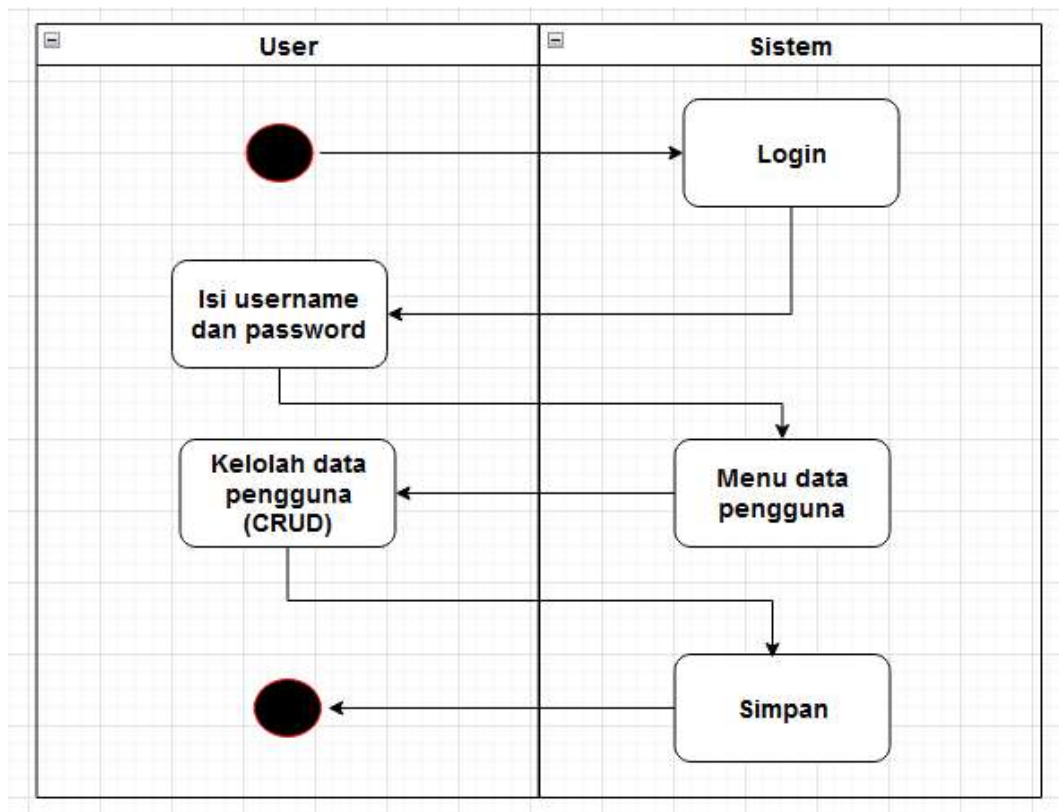 User
Sistem
Login
Isi username
dan password
Kelolah data
pengguna
(CRUD)
Menu data
pengguna
Simpan